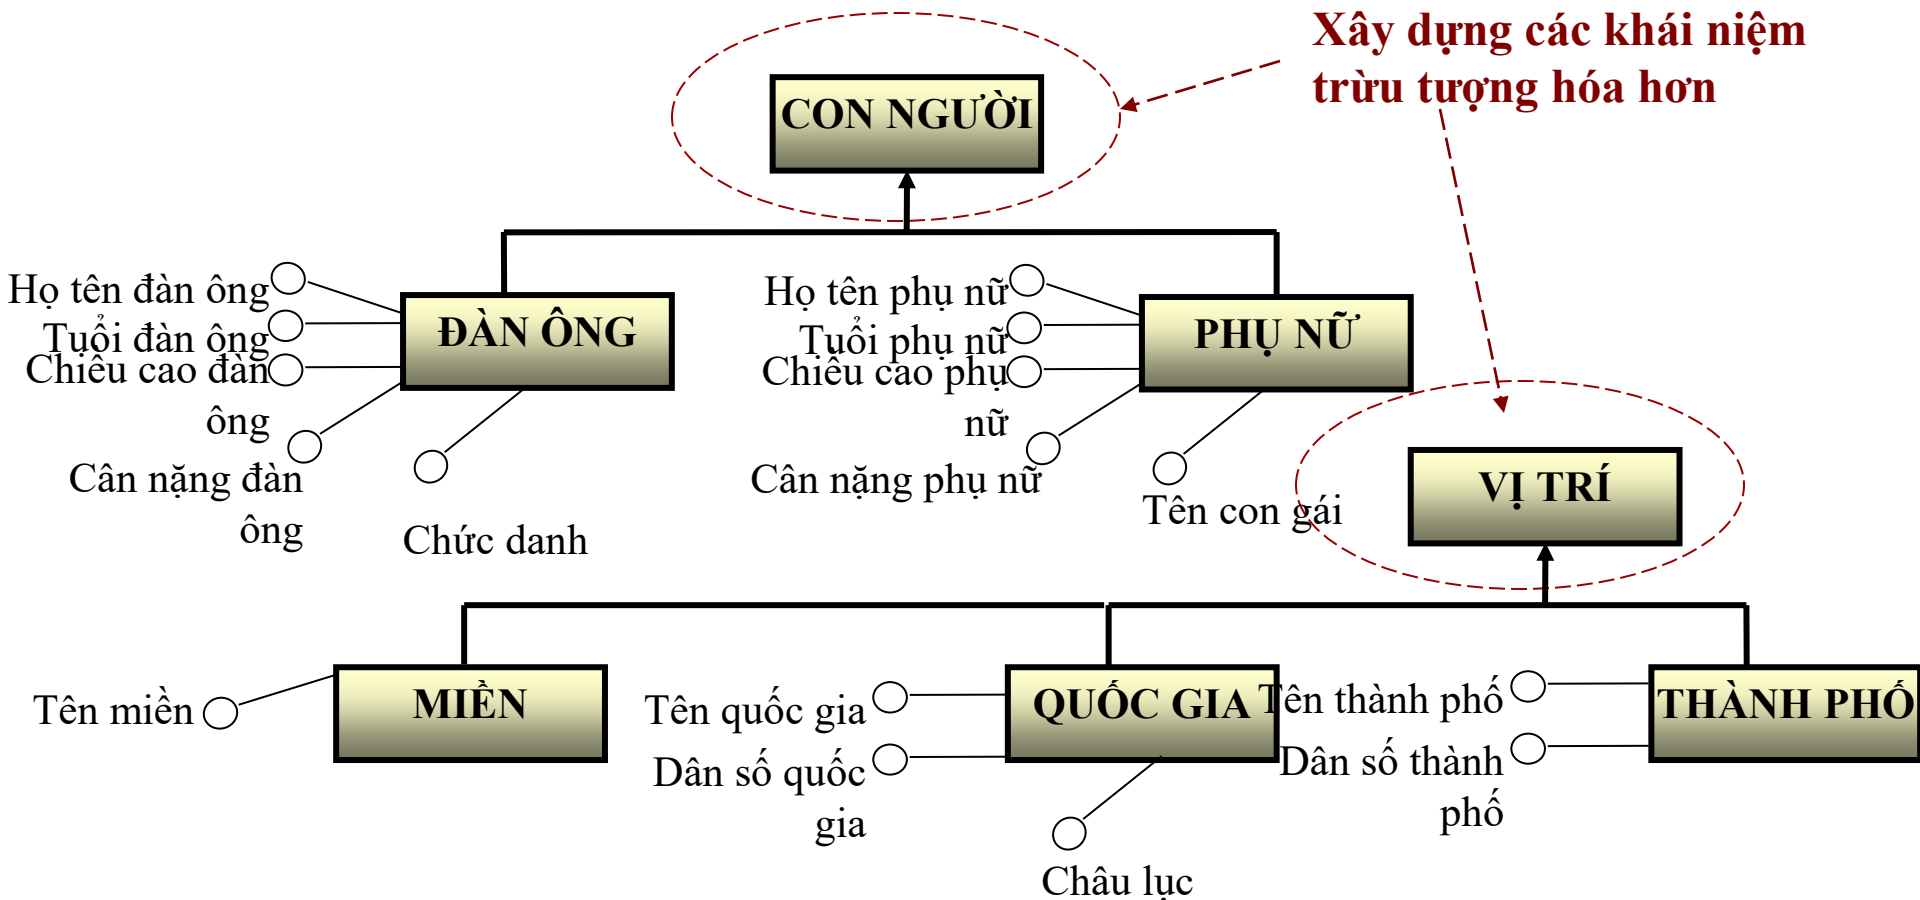 Xây dựng các khái niệm
trừu tượng hóa hơn
CON NGƯỜI
Họ tên đàn ông
Tuổi đàn ông
Chiều cao đàn
ông
Cân nặng đàn
ông
ĐÀN ÔNG
Chức danh
Họ tên phụ nữ
Tuổi phụ nữ
Chiều cao phụ
nữ
Cân nặng phụ nữ
PHỤ NỮ
Tên con gái
VỊ TRÍ
Tên miền
MIỀN
Tên quốc gia
Dân số quốc
gia
QUỐC GIA
Châu lục
Tên thành phố
Dân số thành
phố
THÀNH PHỐ